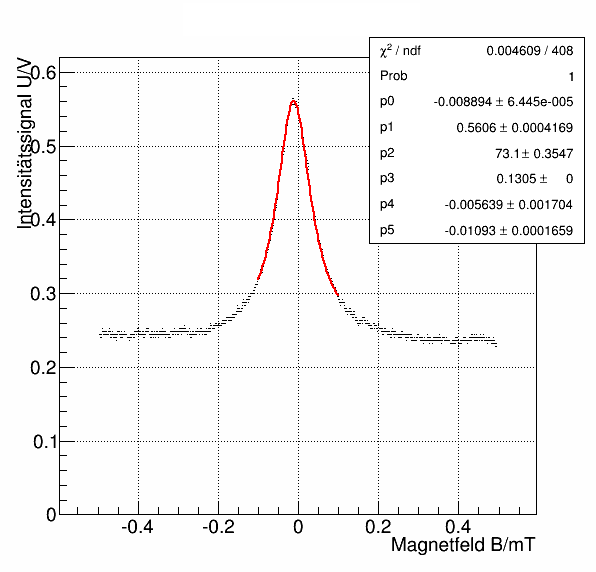 χ² / ndf 0.004609 / 408
Prob 1
p0 -0.008894 ± 6.445e-005
p1 0.5606 ± 0.0004169
p2 73.1 ± 0.3547
p3 0.1305 ± 0
p4 -0.005639 ± 0.001704
p5 -0.01093 ± 0.0001659
Intensitätssignal U/V
0.6
0.5
0.4
0.3
0.2
0.1
0
-0.4 -0.2 0 0.2 0.4
Magnetfeld B/mT